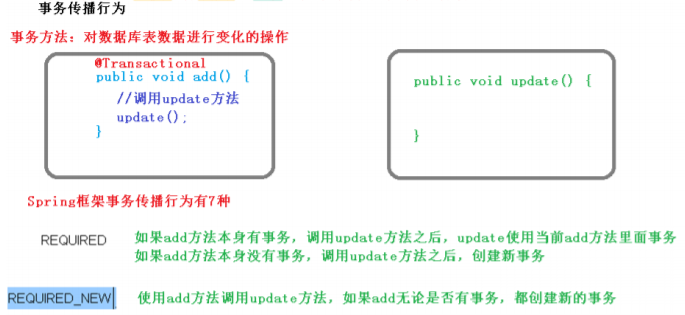 事务传播行为
事务方法：对数据库表数据进行变化的操作
@Transactional
public void add() {
//调用update方法
update();
}
public void update() {
}
Spring框架事务传播行为有7种
REQUIRED
如果add方法本身有事务，调用update方法之后，update使用当前add方法里面事务
如果add方法本身没有事务，调用update方法之后，创建新事务
REQUIRED_NEW
使用add方法调用update方法，如果add无论是否有事务，都创建新的事务